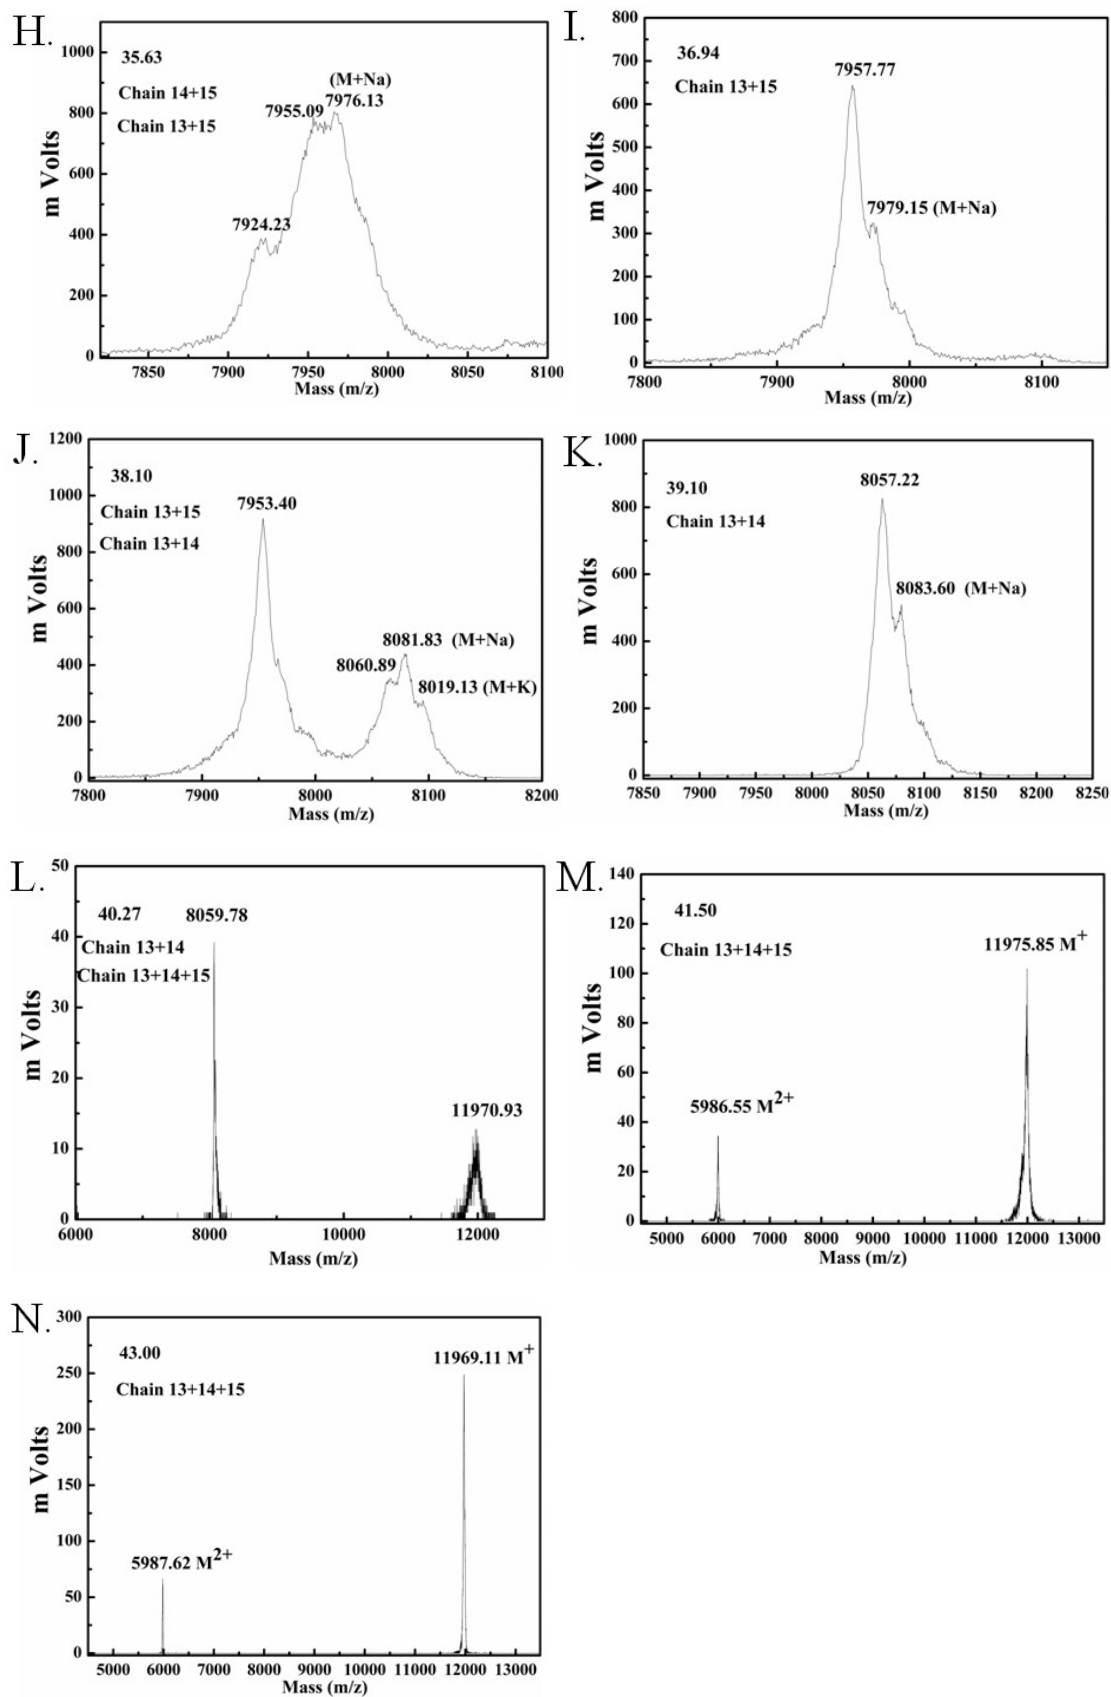 H.
35.63
Chain 14+15
Chain 13+15
(M+Na)
7955.09
7976.13
7924.23
1000
800
600
400
200
0
m Volts
7850 7900 7950 8000 8050 8100
Mass (m/z)
I.
36.94
Chain 13+15
7957.77
7979.15 (M+Na)
800
700
600
500
400
300
200
100
0
m Volts
7800 7900 8000 8100
Mass (m/z)
J.
38.10
Chain 13+15
Chain 13+14
7953.40
8081.83 (M+Na)
8060.89
8019.13 (M+K)
1200
1000
800
600
400
200
0
m Volts
7800 7900 8000 8100 8200
Mass (m/z)
K.
39.10
Chain 13+14
8057.22
8083.60 (M+Na)
1000
800
600
400
200
0
m Volts
7850 7900 7950 8000 8050 8100 8150 8200 8250
Mass (m/z)
L.
40.27
8059.78
Chain 13+14
Chain 13+14+15
11970.93
50
40
30
20
10
0
m Volts
6000 8000 10000 12000
Mass (m/z)
M.
41.50
Chain 13+14+15
11975.85 M+
5986.55 M2+
140
120
100
80
60
40
20
0
m Volts
5000 6000 7000 8000 9000 10000 11000 12000 13000
Mass (m/z)
N.
43.00
Chain 13+14+15
11969.11 M+
5987.62 M2+
300
250
200
150
100
50
0
m Volts
5000 6000 7000 8000 9000 10000 11000 12000 13000
Mass (m/z)